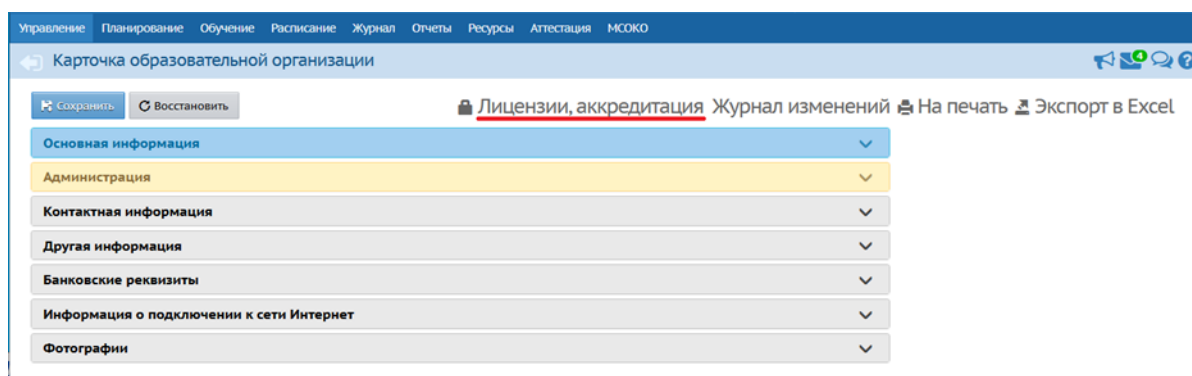 Управление Планирование Обучение Расписание Журнал Отчеты Ресурсы Аттестация МСОКО
Карточка образовательной организации
4
Сохранить Восстановить Лицензии, аккредитация Журнал изменений На печать Экспорт в Excel
Основная информация
Администрация
Контактная информация
Другая информация
Банковские реквизиты
Информация о подключении к сети Интернет
Фотографии